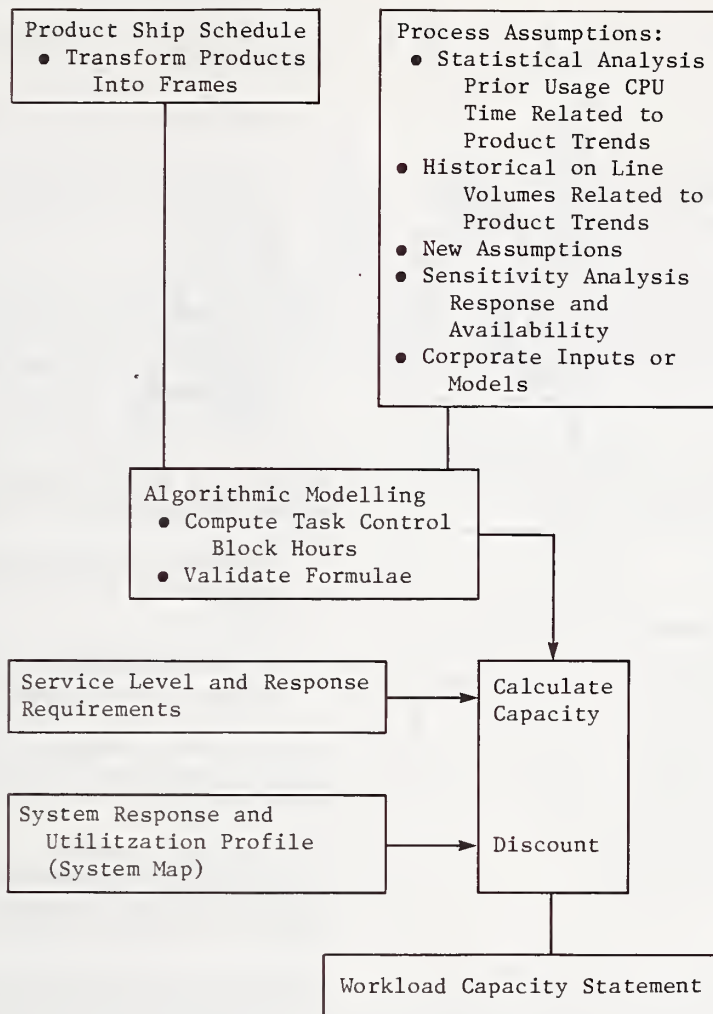 Product Ship Schedule
● Transform Products
Into Frames
Process Assumptions:
● Statistical Analysis
Prior Usage CPU
Time Related to
Product Trends
● Historical on Line
Volumes Related to
Product Trends
● New Assumptions
● Sensitivity Analysis
Response and
Availability
● Corporate Inputs or
Models
Algorithmic Modelling
● Compute Task Control
Block Hours
● Validate Formulae
Service Level and Response
Requirements
Calculate
Capacity
System Response and
Utilitzation Profile
(System Map)
Discount
Workload Capacity Statement